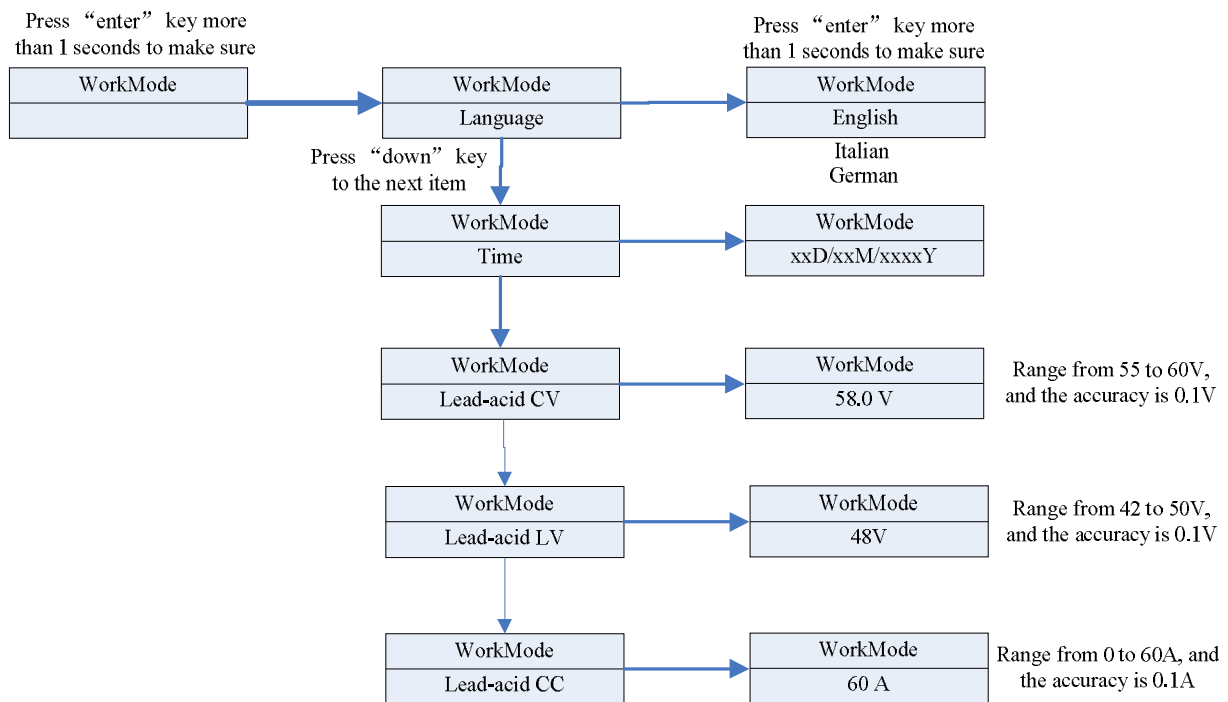 Press “enter” key more
than 1 seconds to make sure
WorkMode
Press “enter” key more
than 1 seconds to make sure
WorkMode
Language
WorkMode
English
Italian
German
Press “down” key
to the next item
WorkMode
Time
WorkMode
xxD/xxM/xxxxY
WorkMode
Lead-acid CV
WorkMode
58.0 V
Range from 55 to 60V,
and the accuracy is 0.1V
WorkMode
Lead-acid LV
WorkMode
48V
Range from 42 to 50V,
and the accuracy is 0.1V
WorkMode
Lead-acid CC
WorkMode
60 A
Range from 0 to 60A, and
the accuracy is 0.1A